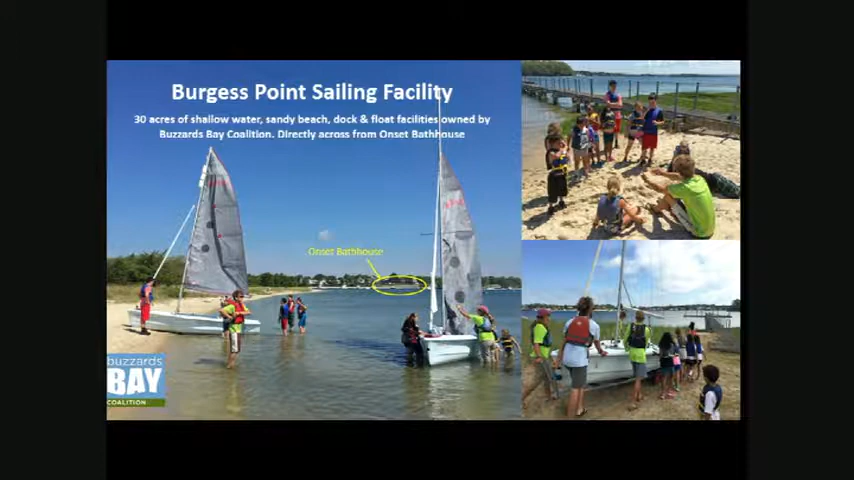 Burgess Point Sailing Facility
30 acres of shallow water, sandy beach, dock & float facilities owned by
Buzzards Bay Coalition. Directly across from Onset Bathhouse
Onset Bathhouse
buzzards
BAY
COALITION